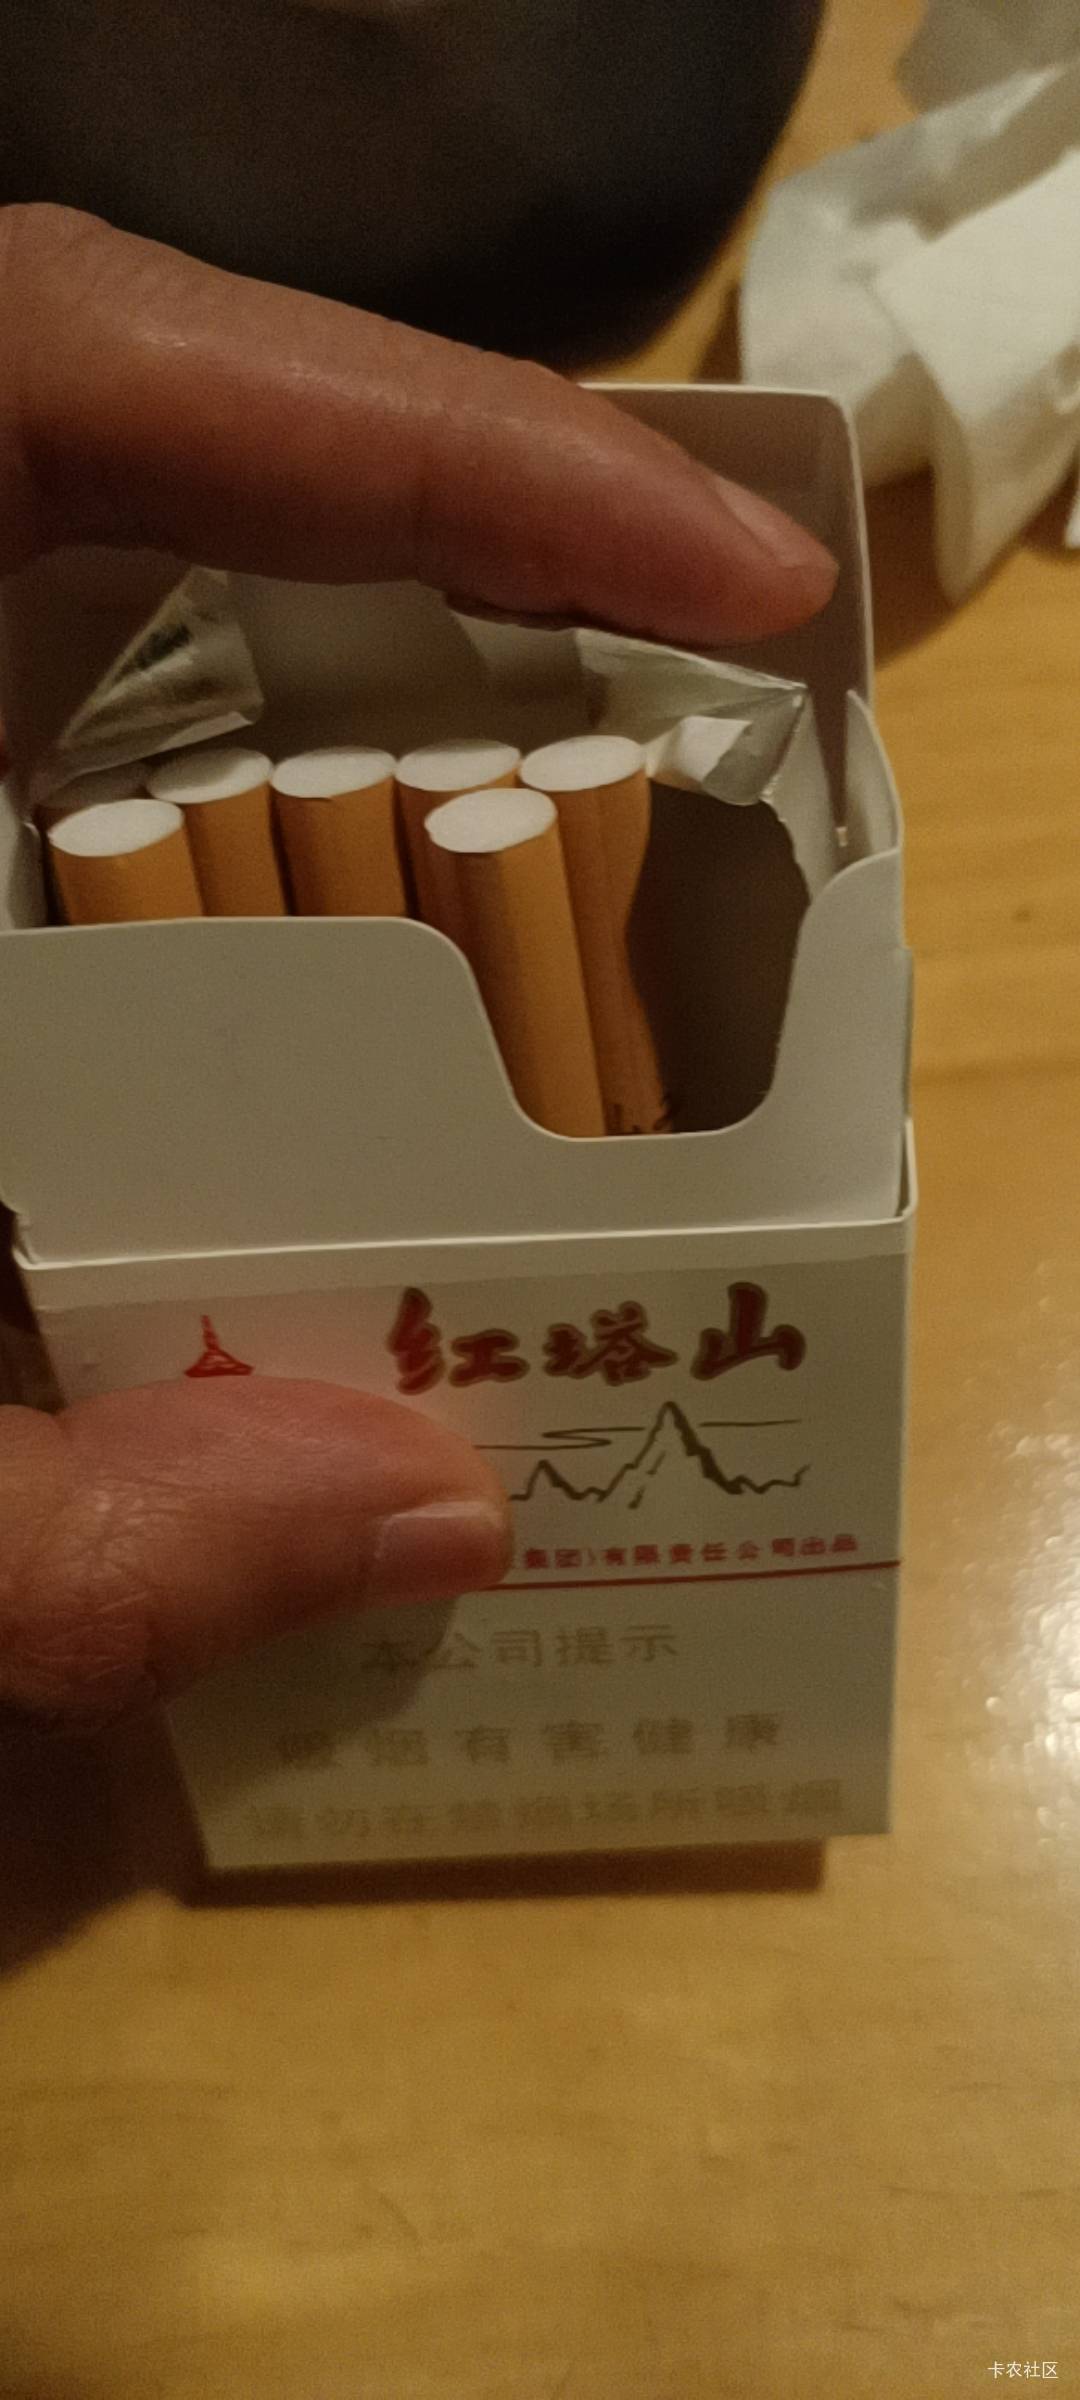 红塔山
集团)有限责任公司出品
本公司提示
吸烟有害健康
请勿在禁烟场所吸烟
卡农社区